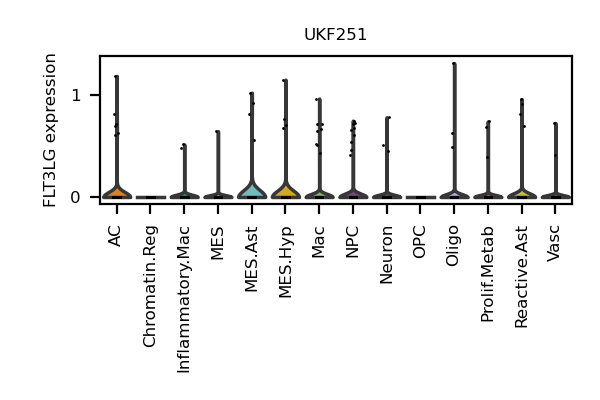 UKF251
FLT3LG expression
1
0
AC
Chromatin.Reg
Inflammatory.Mac
MES
MES.Ast
MES.Hyp
Mac
NPC
Neuron
OPC
Oligo
Prolif.Metab
Reactive.Ast
Vasc